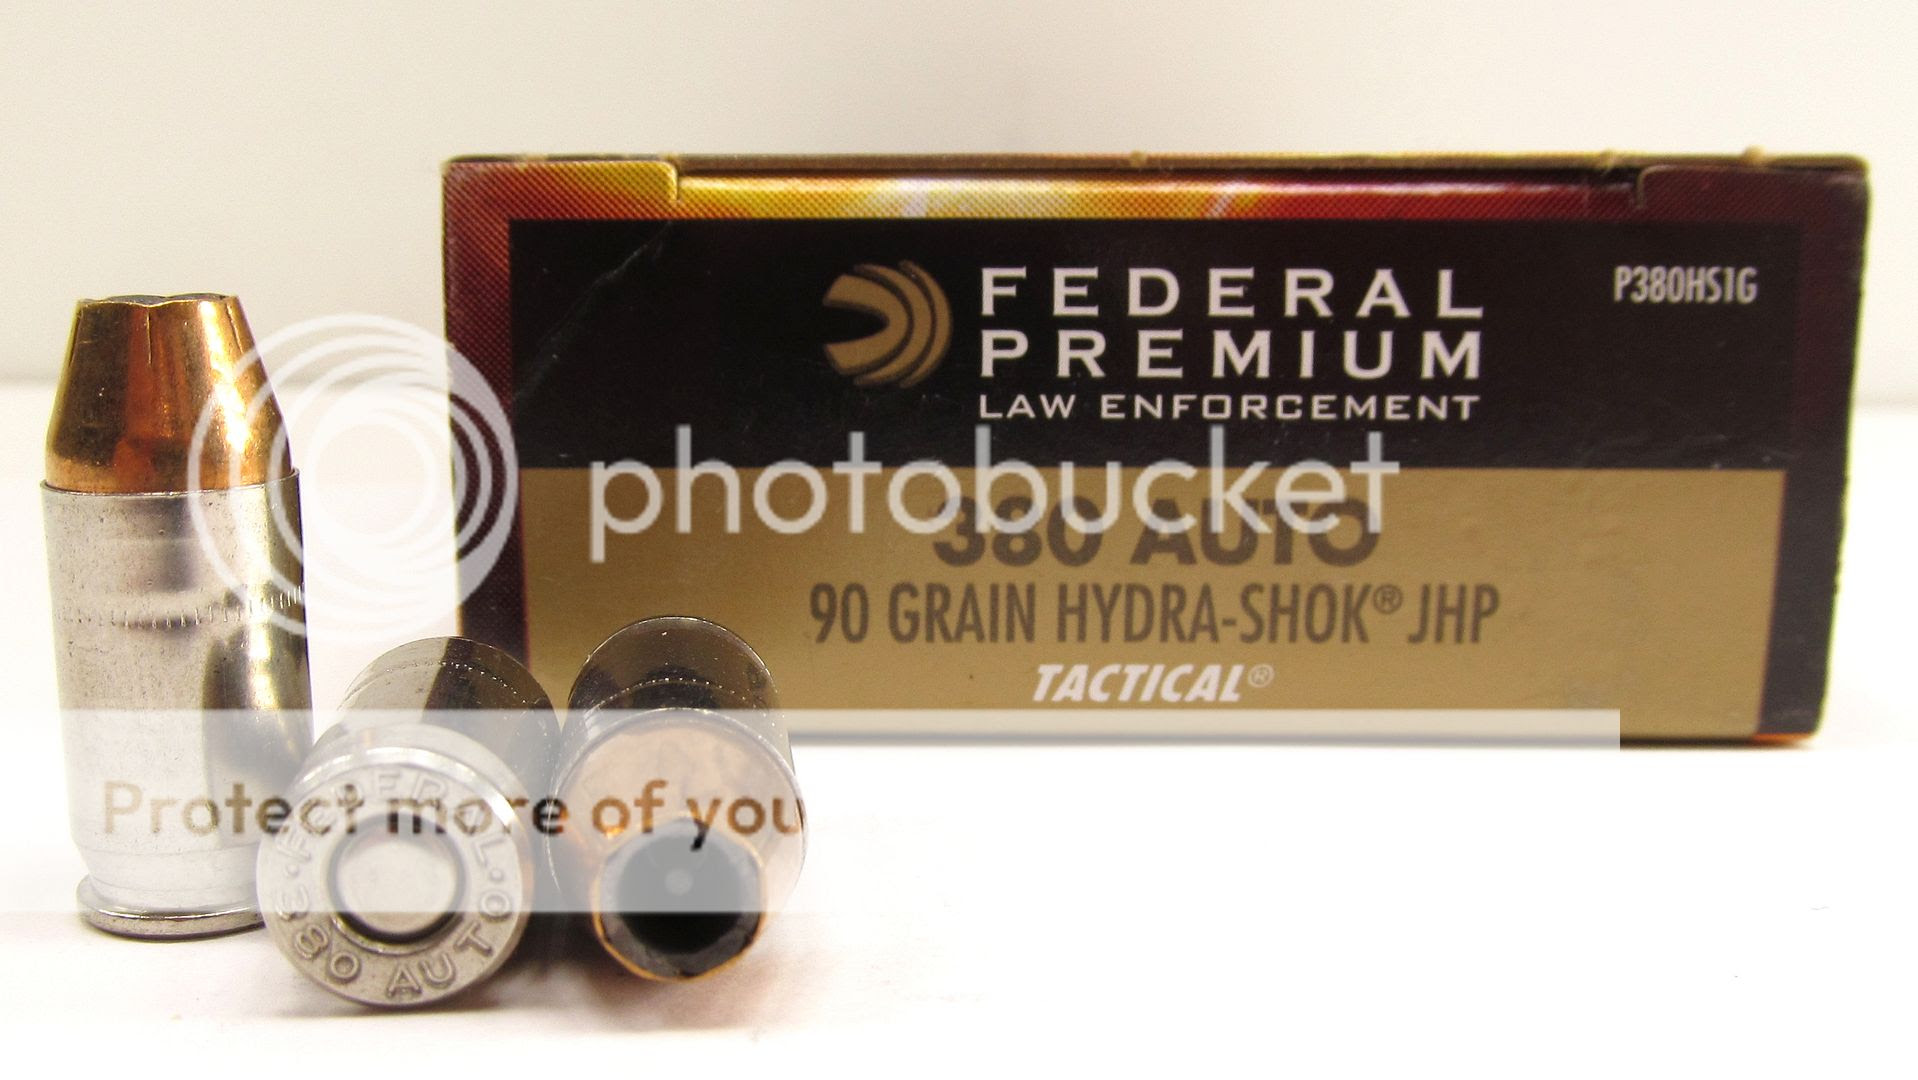 FEDERAL
PREMIUM
LAW ENFORCEMENT
P380HS1G
photobucket
380 AUTO
90 GRAIN HYDRA-SHOK® JHP
TACTICAL®
Protect more of you
· FEDERAL ·
380 AUTO